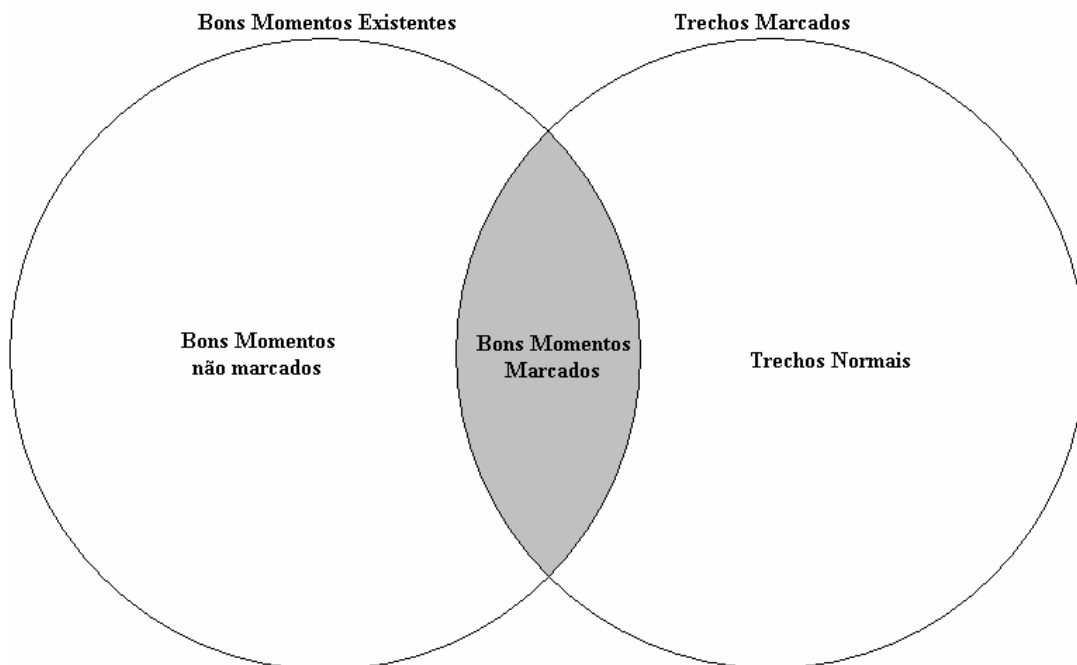 Bons Momentos Existentes
Trechos Marcados
Bons Momentos
não marcados
Bons Momentos
Marcados
Trechos Normais